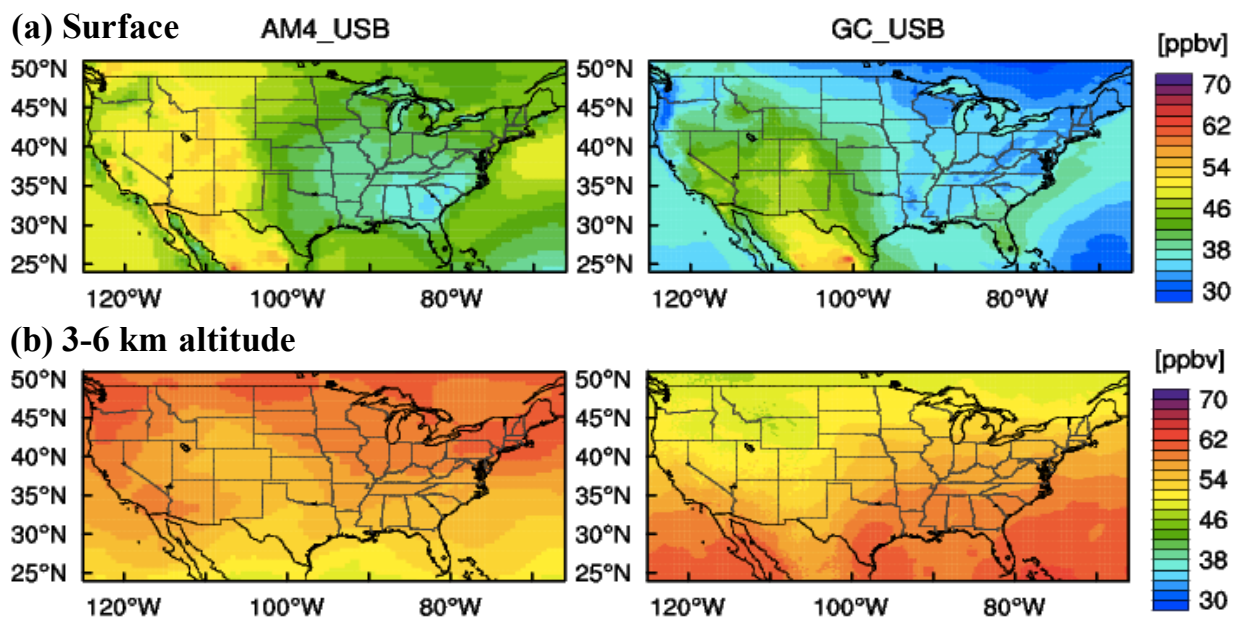 (a) Surface AM4_USB GC_USB
[ppbv]
50°N 50°N
45°N 45°N
40°N 40°N
35°N 35°N
30°N 30°N
25°N 25°N
70
62
54
46
38
30
120°W 100°W 80°W 120°W 100°W 80°W
(b) 3-6 km altitude
[ppbv]
50°N 50°N
45°N 45°N
40°N 40°N
35°N 35°N
30°N 30°N
25°N 25°N
70
62
54
46
38
30
120°W 100°W 80°W 120°W 100°W 80°W